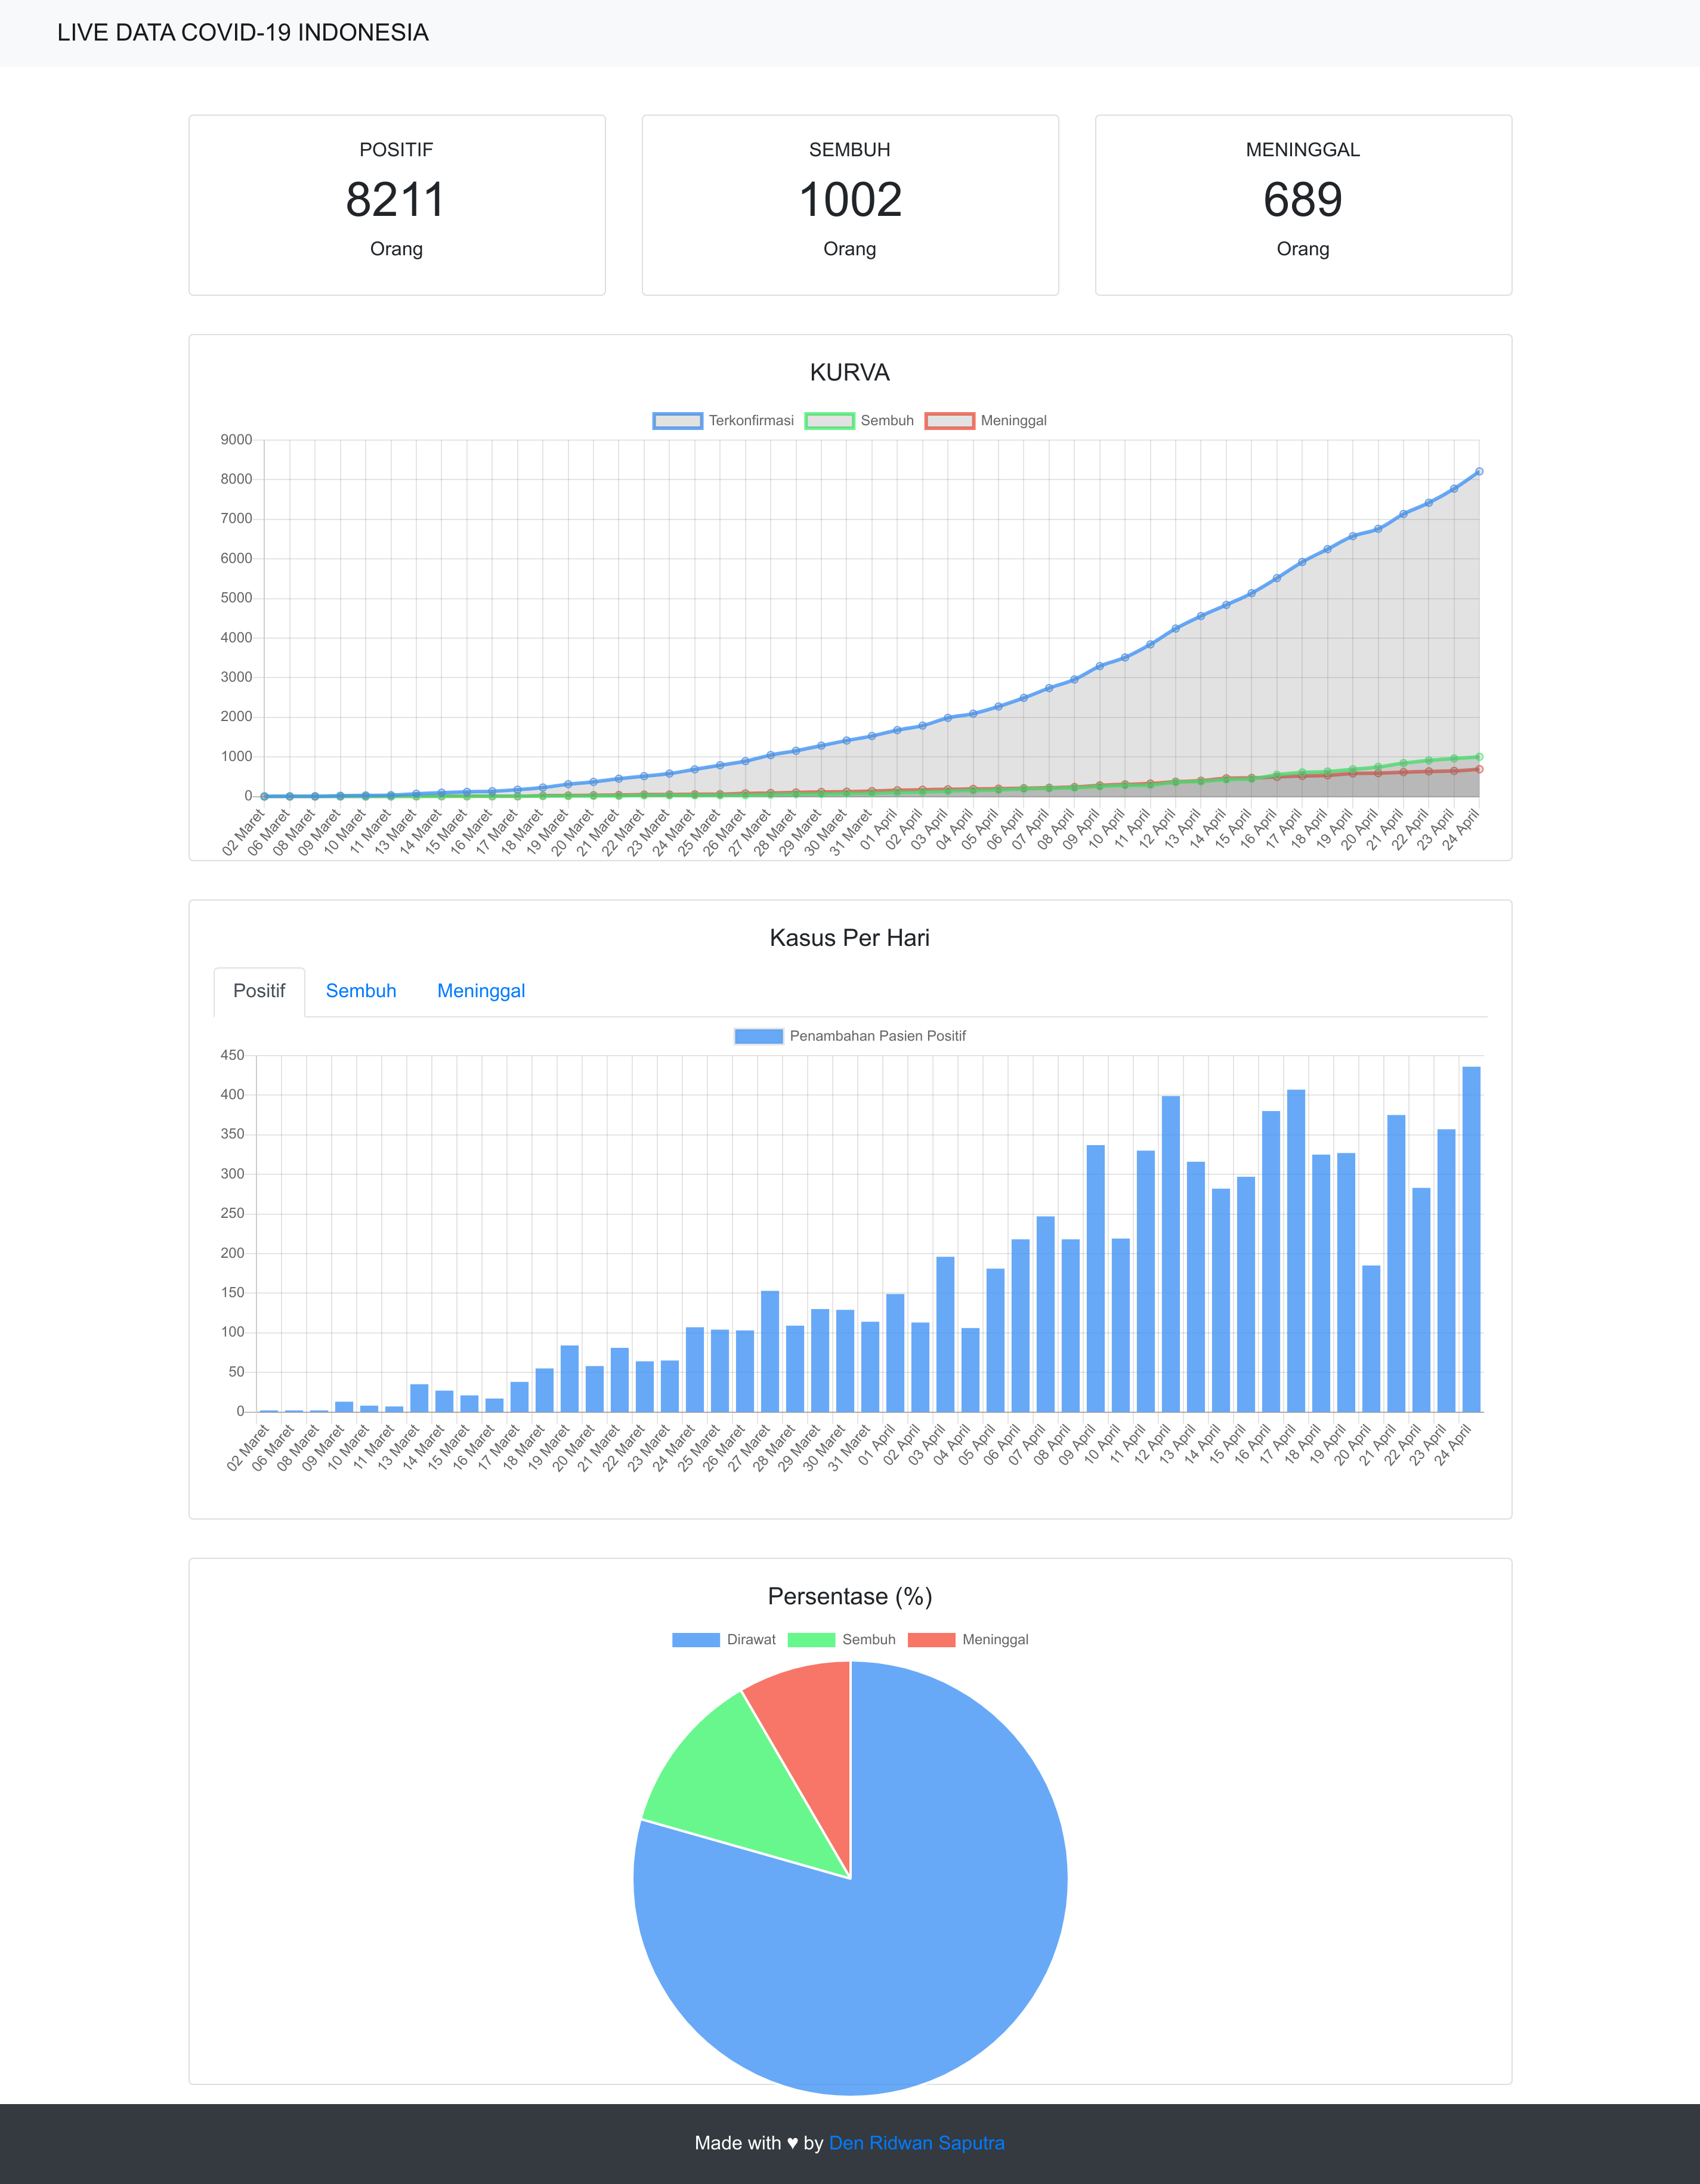 LIVE DATA COVID-19 INDONESIA
POSITIF
8211
Orang
SEMBUH
1002
Orang
MENINGGAL
689
Orang
KURVA
Terkonfirmasi Sembuh Meninggal
9000
8000
7000
6000
5000
4000
3000
2000
1000
0
02 Maret 06 Maret 08 Maret 09 Maret 10 Maret 11 Maret 13 Maret 14 Maret 15 Maret 16 Maret 17 Maret 18 Maret 19 Maret 20 Maret 21 Maret 22 Maret 23 Maret 24 Maret 25 Maret 26 Maret 27 Maret 28 Maret 29 Maret 30 Maret 31 Maret 01 April 02 April 03 April 04 April 05 April 06 April 07 April 08 April 09 April 10 April 11 April 12 April 13 April 14 April 15 April 16 April 17 April 18 April 19 April 20 April 21 April 22 April 23 April 24 April
Kasus Per Hari
Positif Sembuh Meninggal
Penambahan Pasien Positif
450
400
350
300
250
200
150
100
50
0
02 Maret 06 Maret 08 Maret 09 Maret 10 Maret 11 Maret 13 Maret 14 Maret 15 Maret 16 Maret 17 Maret 18 Maret 19 Maret 20 Maret 21 Maret 22 Maret 23 Maret 24 Maret 25 Maret 26 Maret 27 Maret 28 Maret 29 Maret 30 Maret 31 Maret 01 April 02 April 03 April 04 April 05 April 06 April 07 April 08 April 09 April 10 April 11 April 12 April 13 April 14 April 15 April 16 April 17 April 18 April 19 April 20 April 21 April 22 April 23 April 24 April
Persentase (%)
Dirawat Sembuh Meninggal
Made with ♥ by Den Ridwan Saputra